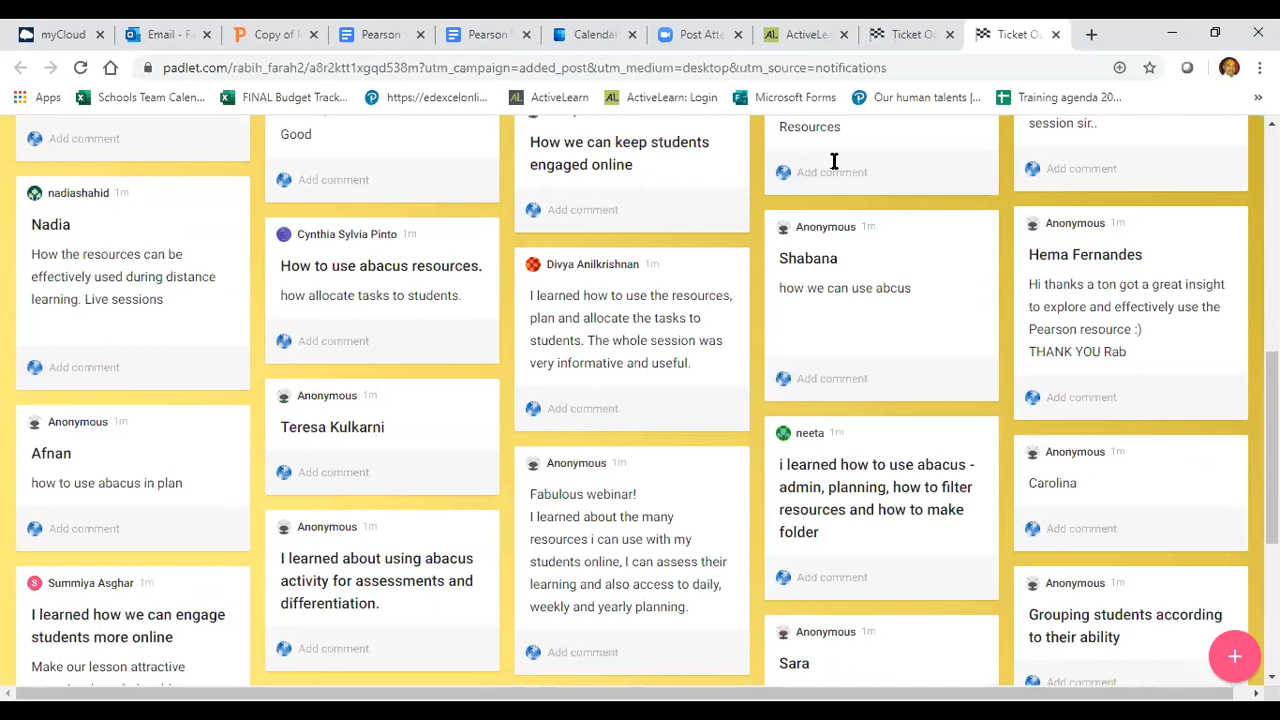 myCloud
Email - F
Copy of
Pearson
Pearson
Calenda
Post Atte
ActiveLea
Ticket O
Ticket O
padlet.com/rabih_farah2/a8r2ktt1xgqd538m?utm_campaign=added_post&utm_medium=desktop&utm_source=notifications
Apps
Schools Team Calen...
FINAL Budget Track...
https://edexcelonli...
ActiveLearn
ActiveLearn: Login
Microsoft Forms
Our human talents |...
Training agenda 20...
»
Add comment
nadiashahid 1m
Nadia
How the resources can be
effectively used during distance
learning. Live sessions
Add comment
Anonymous 1m
Afnan
how to use abacus in plan
Add comment
S Summiya Asghar 1m
I learned how we can engage
students more online
Make our lesson attractive
Good
Add comment
Cynthia Sylvia Pinto 1m
How to use abacus resources.
how allocate tasks to students.
Add comment
Anonymous 1m
Teresa Kulkarni
Add comment
Anonymous 1m
I learned about using abacus
activity for assessments and
differentiation.
Add comment
How we can keep students
engaged online
Add comment
Divya Anilkrishnan 1m
I learned how to use the resources,
plan and allocate the tasks to
students. The whole session was
very informative and useful.
Add comment
Anonymous 1m
Fabulous webinar!
I learned about the many
resources i can use with my
students online, I can assess their
learning and also access to daily,
weekly and yearly planning.
Add comment
Resources
Add comment
Anonymous 1m
Shabana
how we can use abcus
Add comment
neeta 1m
i learned how to use abacus -
admin, planning, how to filter
resources and how to make
folder
Add comment
Anonymous 1m
Sara
session sir..
Add comment
Anonymous 1m
Hema Fernandes
Hi thanks a ton got a great insight
to explore and effectively use the
Pearson resource :)
THANK YOU Rab
Add comment
Anonymous 1m
Carolina
Add comment
Anonymous 1m
Grouping students according
to their ability
Add comment